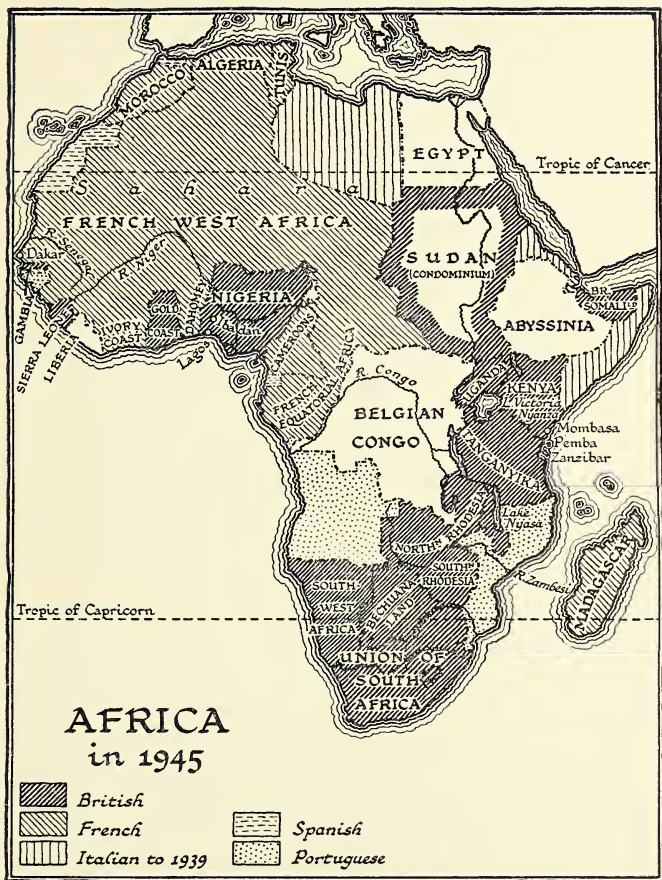 ALGERIA
TUNIS
MOROCCO
EGYPT
Tropic of Cancer
Sahara
FRENCH WEST AFRICA
Dakar
R. Senegal
R. Niger
SUDAN
(CONDOMINIUM)
NIGERIA
BR.
SOMALILD
GAMBIA
SIERRA LEONE
LIBERIA
IVORY
COAST
GOLD
COAST
DAHOMEY
Ibadan
Lagos
ABYSSINIA
CAMEROONS
FRENCH
EQUATORIAL AFRICA
R. Congo
UGANDA
KENYA
L. Victoria
Nyanza
BELGIAN
CONGO
Mombasa
Pemba
Zanzibar
TANGANYIKA
NORTHN RHODESIA
Lake
Nyasa
SOUTHN
RHODESIA
R. Zambesi
MADAGASCAR
SOUTH
WEST
AFRICA
BECHUANA
LAND
Tropic of Capricorn
UNION OF
SOUTH
AFRICA
AFRICA
in 1945
British
French
Italian to 1939
Spanish
Portuguese